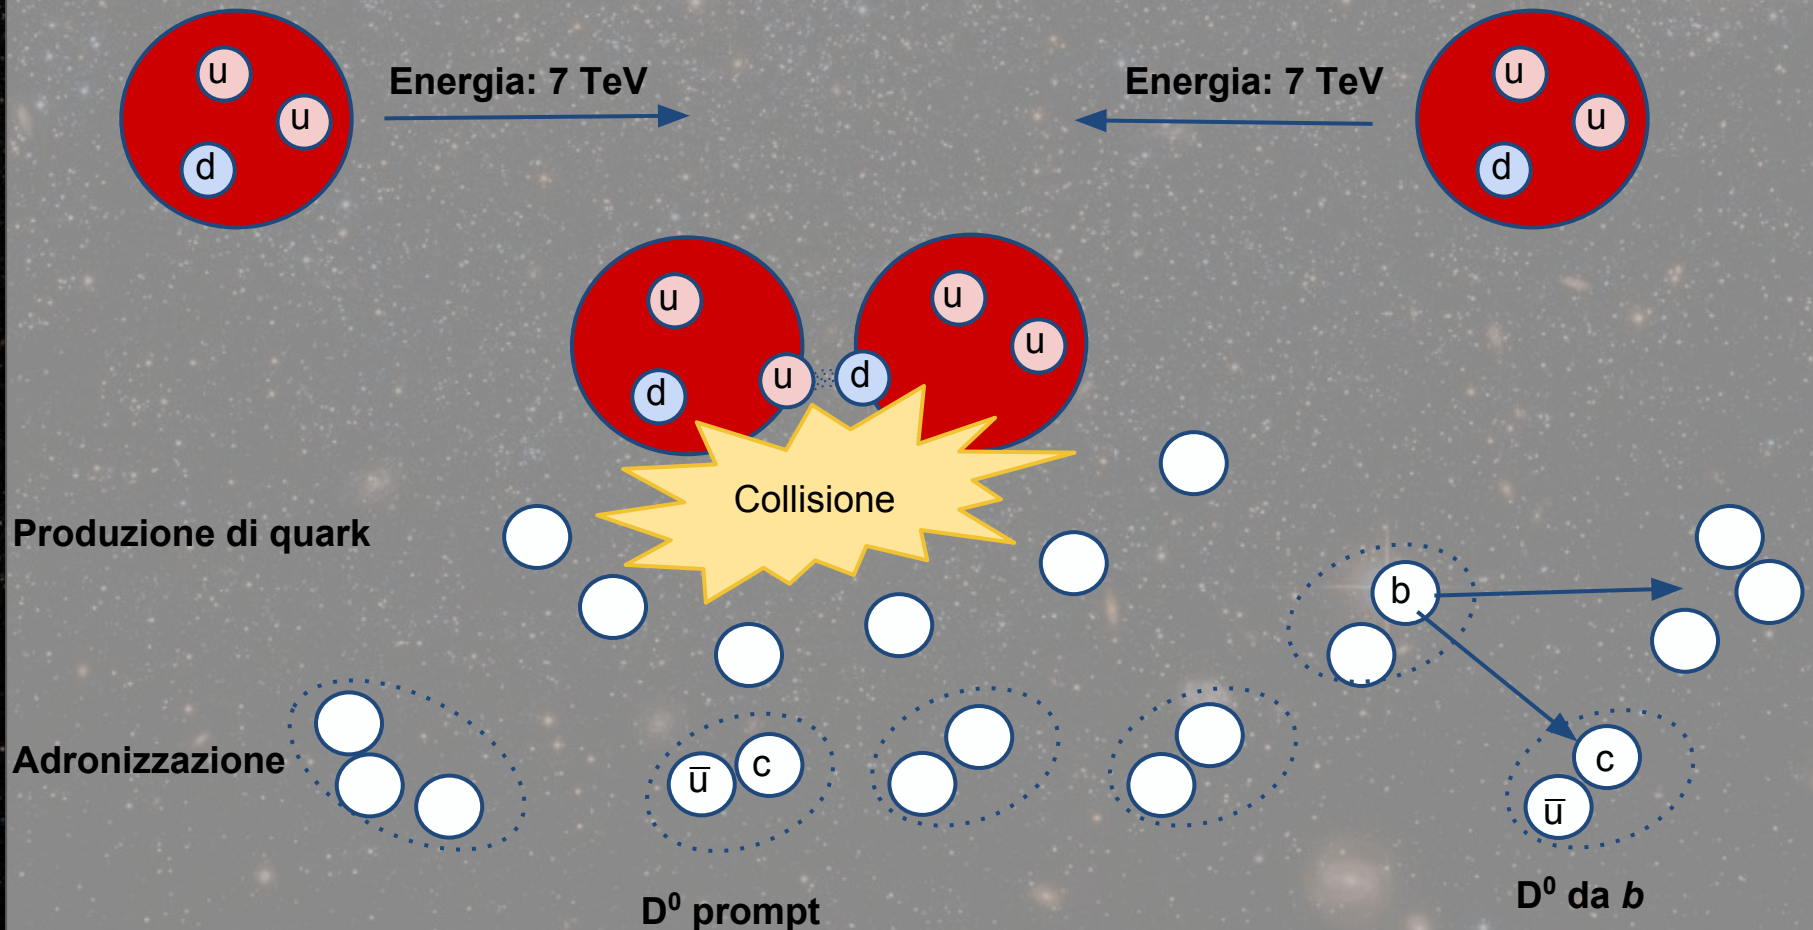 u
u
d
Energia: 7 TeV
Energia: 7 TeV
u
u
d
u
d
u
d
u
u
Collisione
Produzione di quark
b
Adronizzazione
u̅
c
c
u̅
D⁰ prompt
D⁰ da b